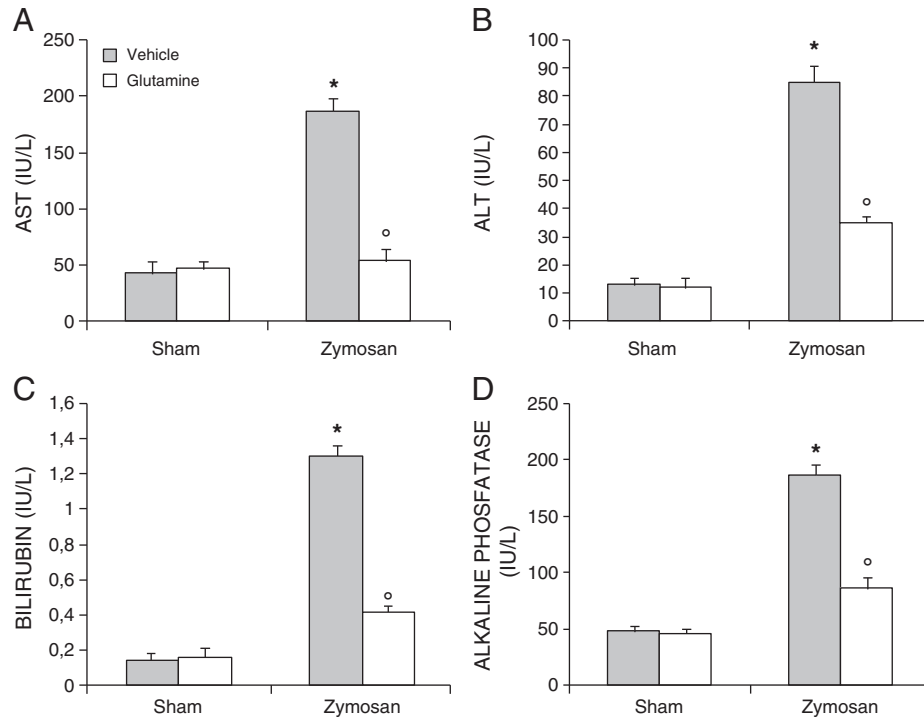 A
250
200
150
100
50
0
AST (IU/L)
Vehicle
Glutamine
*
°
Sham
Zymosan
B
100
90
80
70
60
50
40
30
20
10
0
ALT (IU/L)
*
°
Sham
Zymosan
C
1,6
1,4
1,2
1
0,8
0,6
0,4
0,2
0
BILIRUBIN (IU/L)
*
°
Sham
Zymosan
D
250
200
150
100
50
0
ALKALINE PHOSFATASE
(IU/L)
*
°
Sham
Zymosan